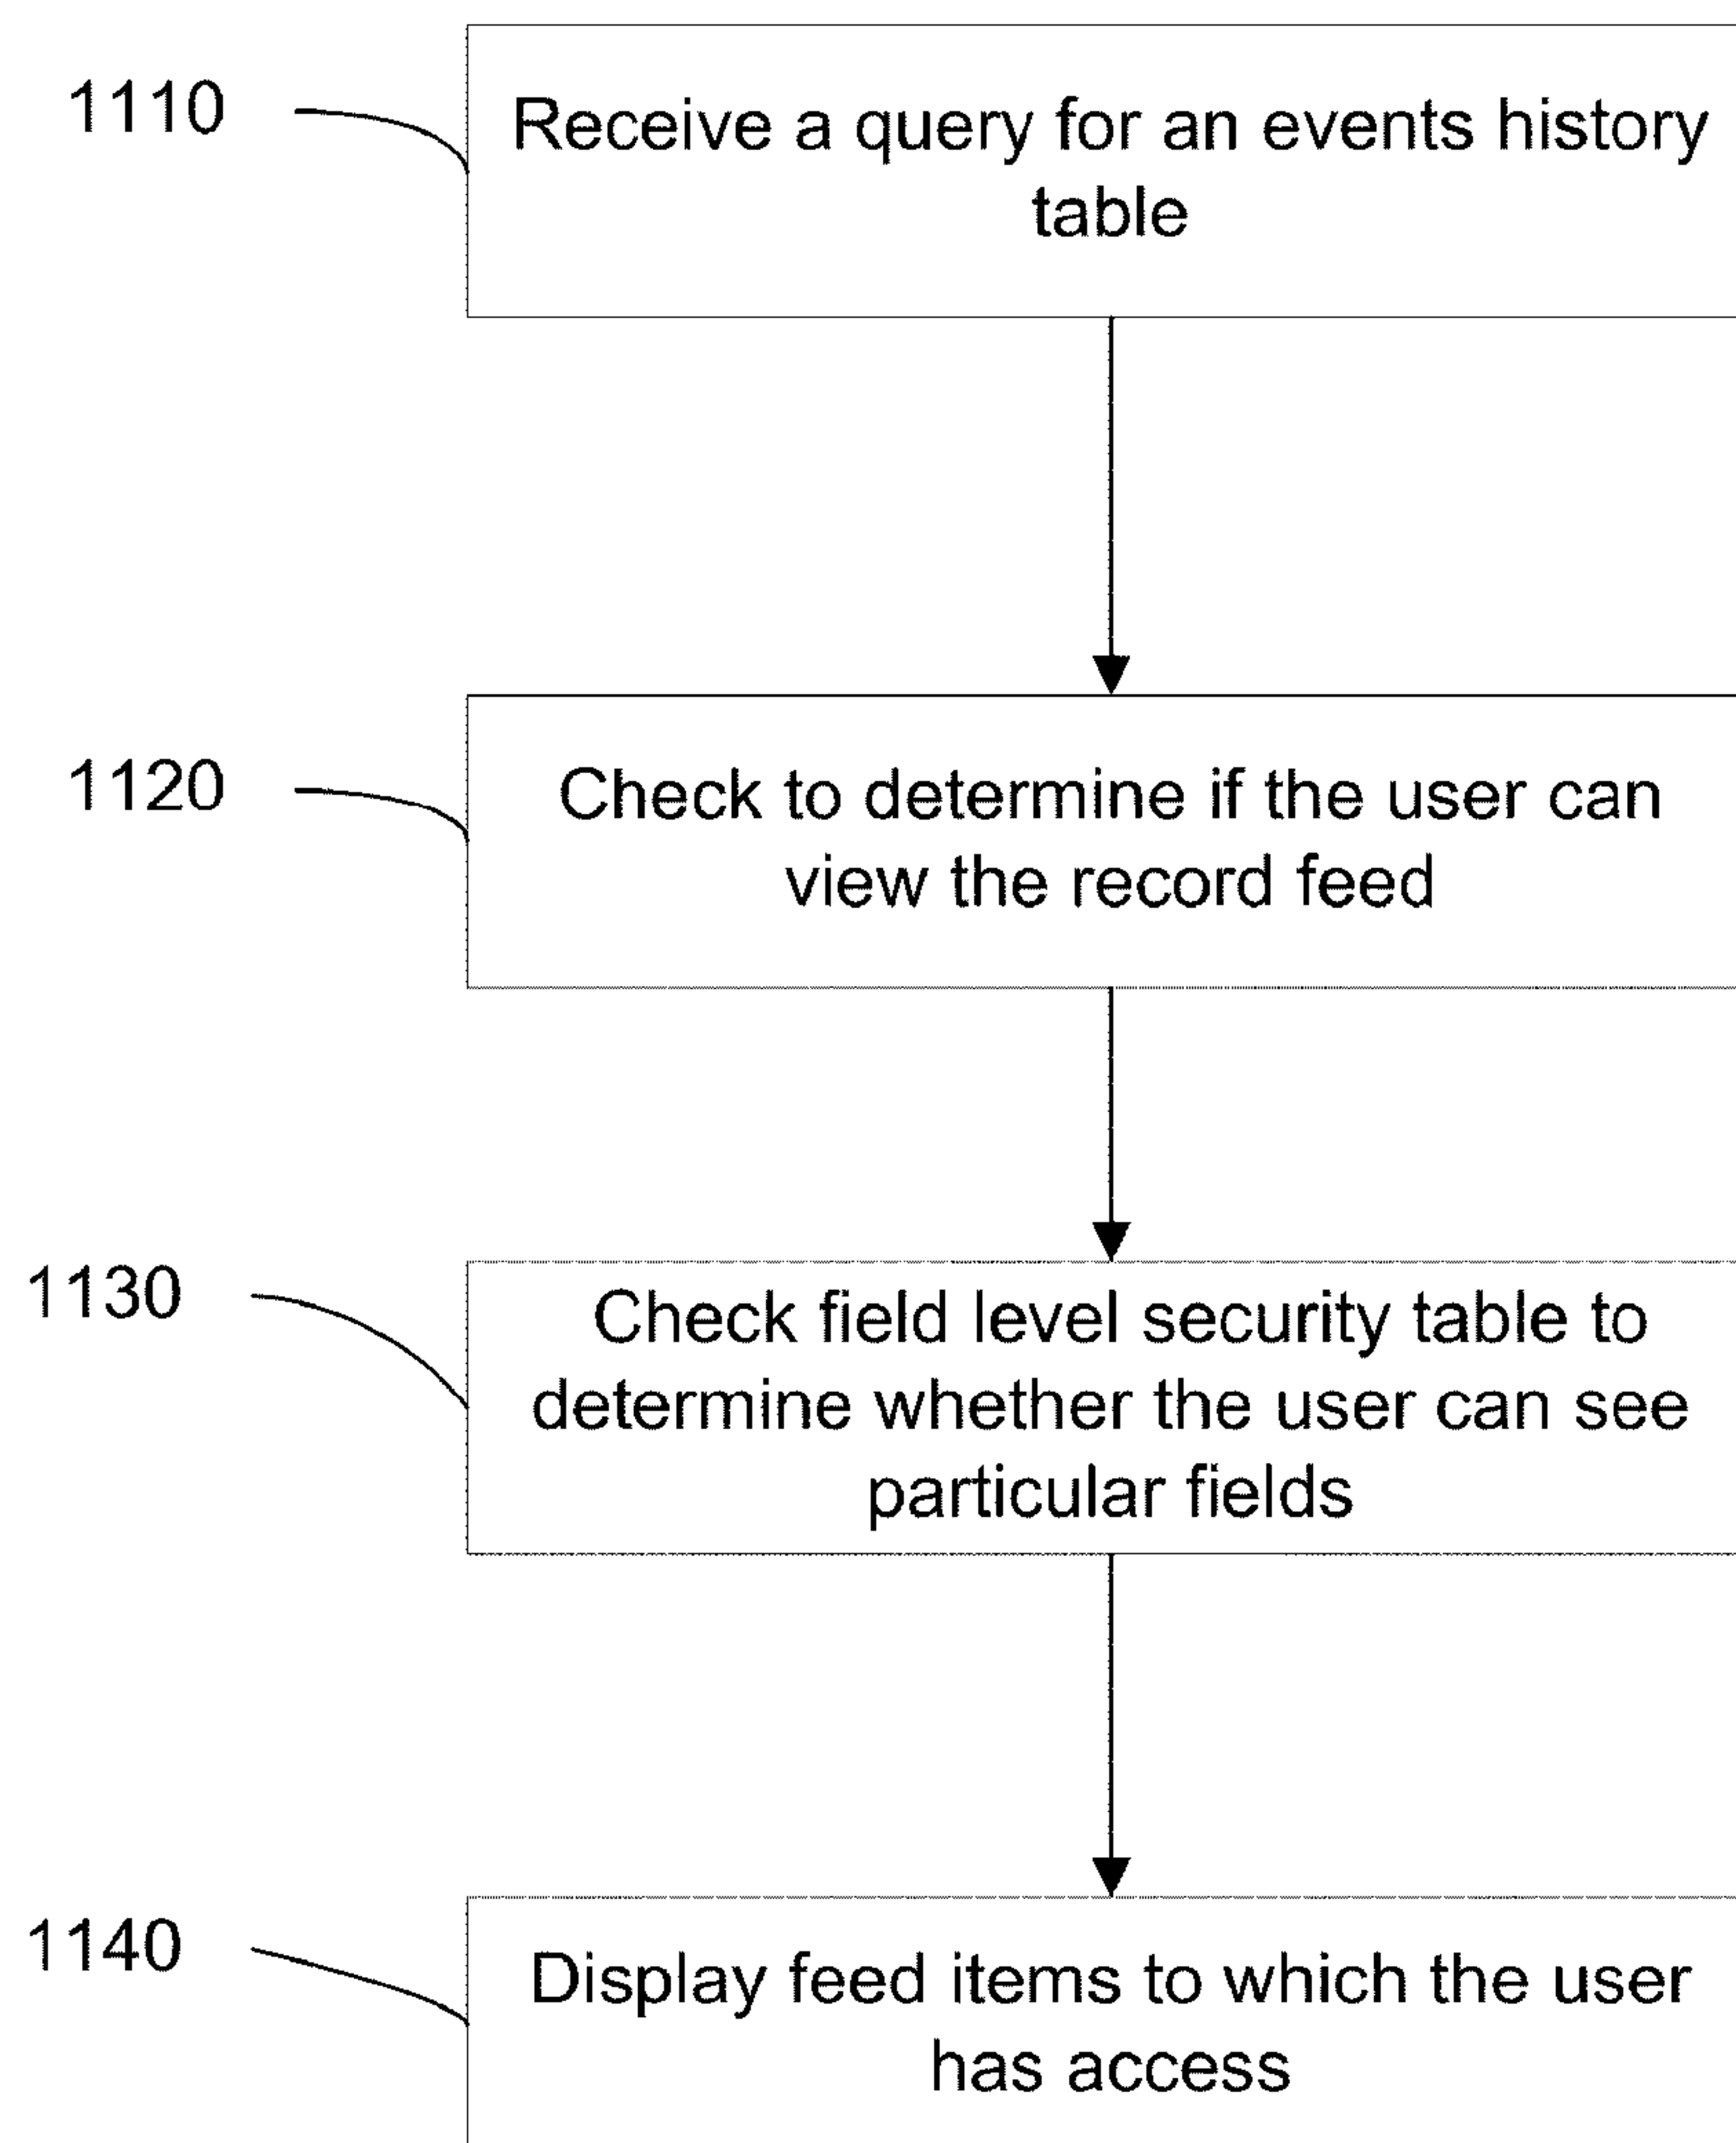 1110
Receive a query for an events history
table
1120
Check to determine if the user can
view the record feed
1130
Check field level security table to
determine whether the user can see
particular fields
1140
Display feed items to which the user
has access